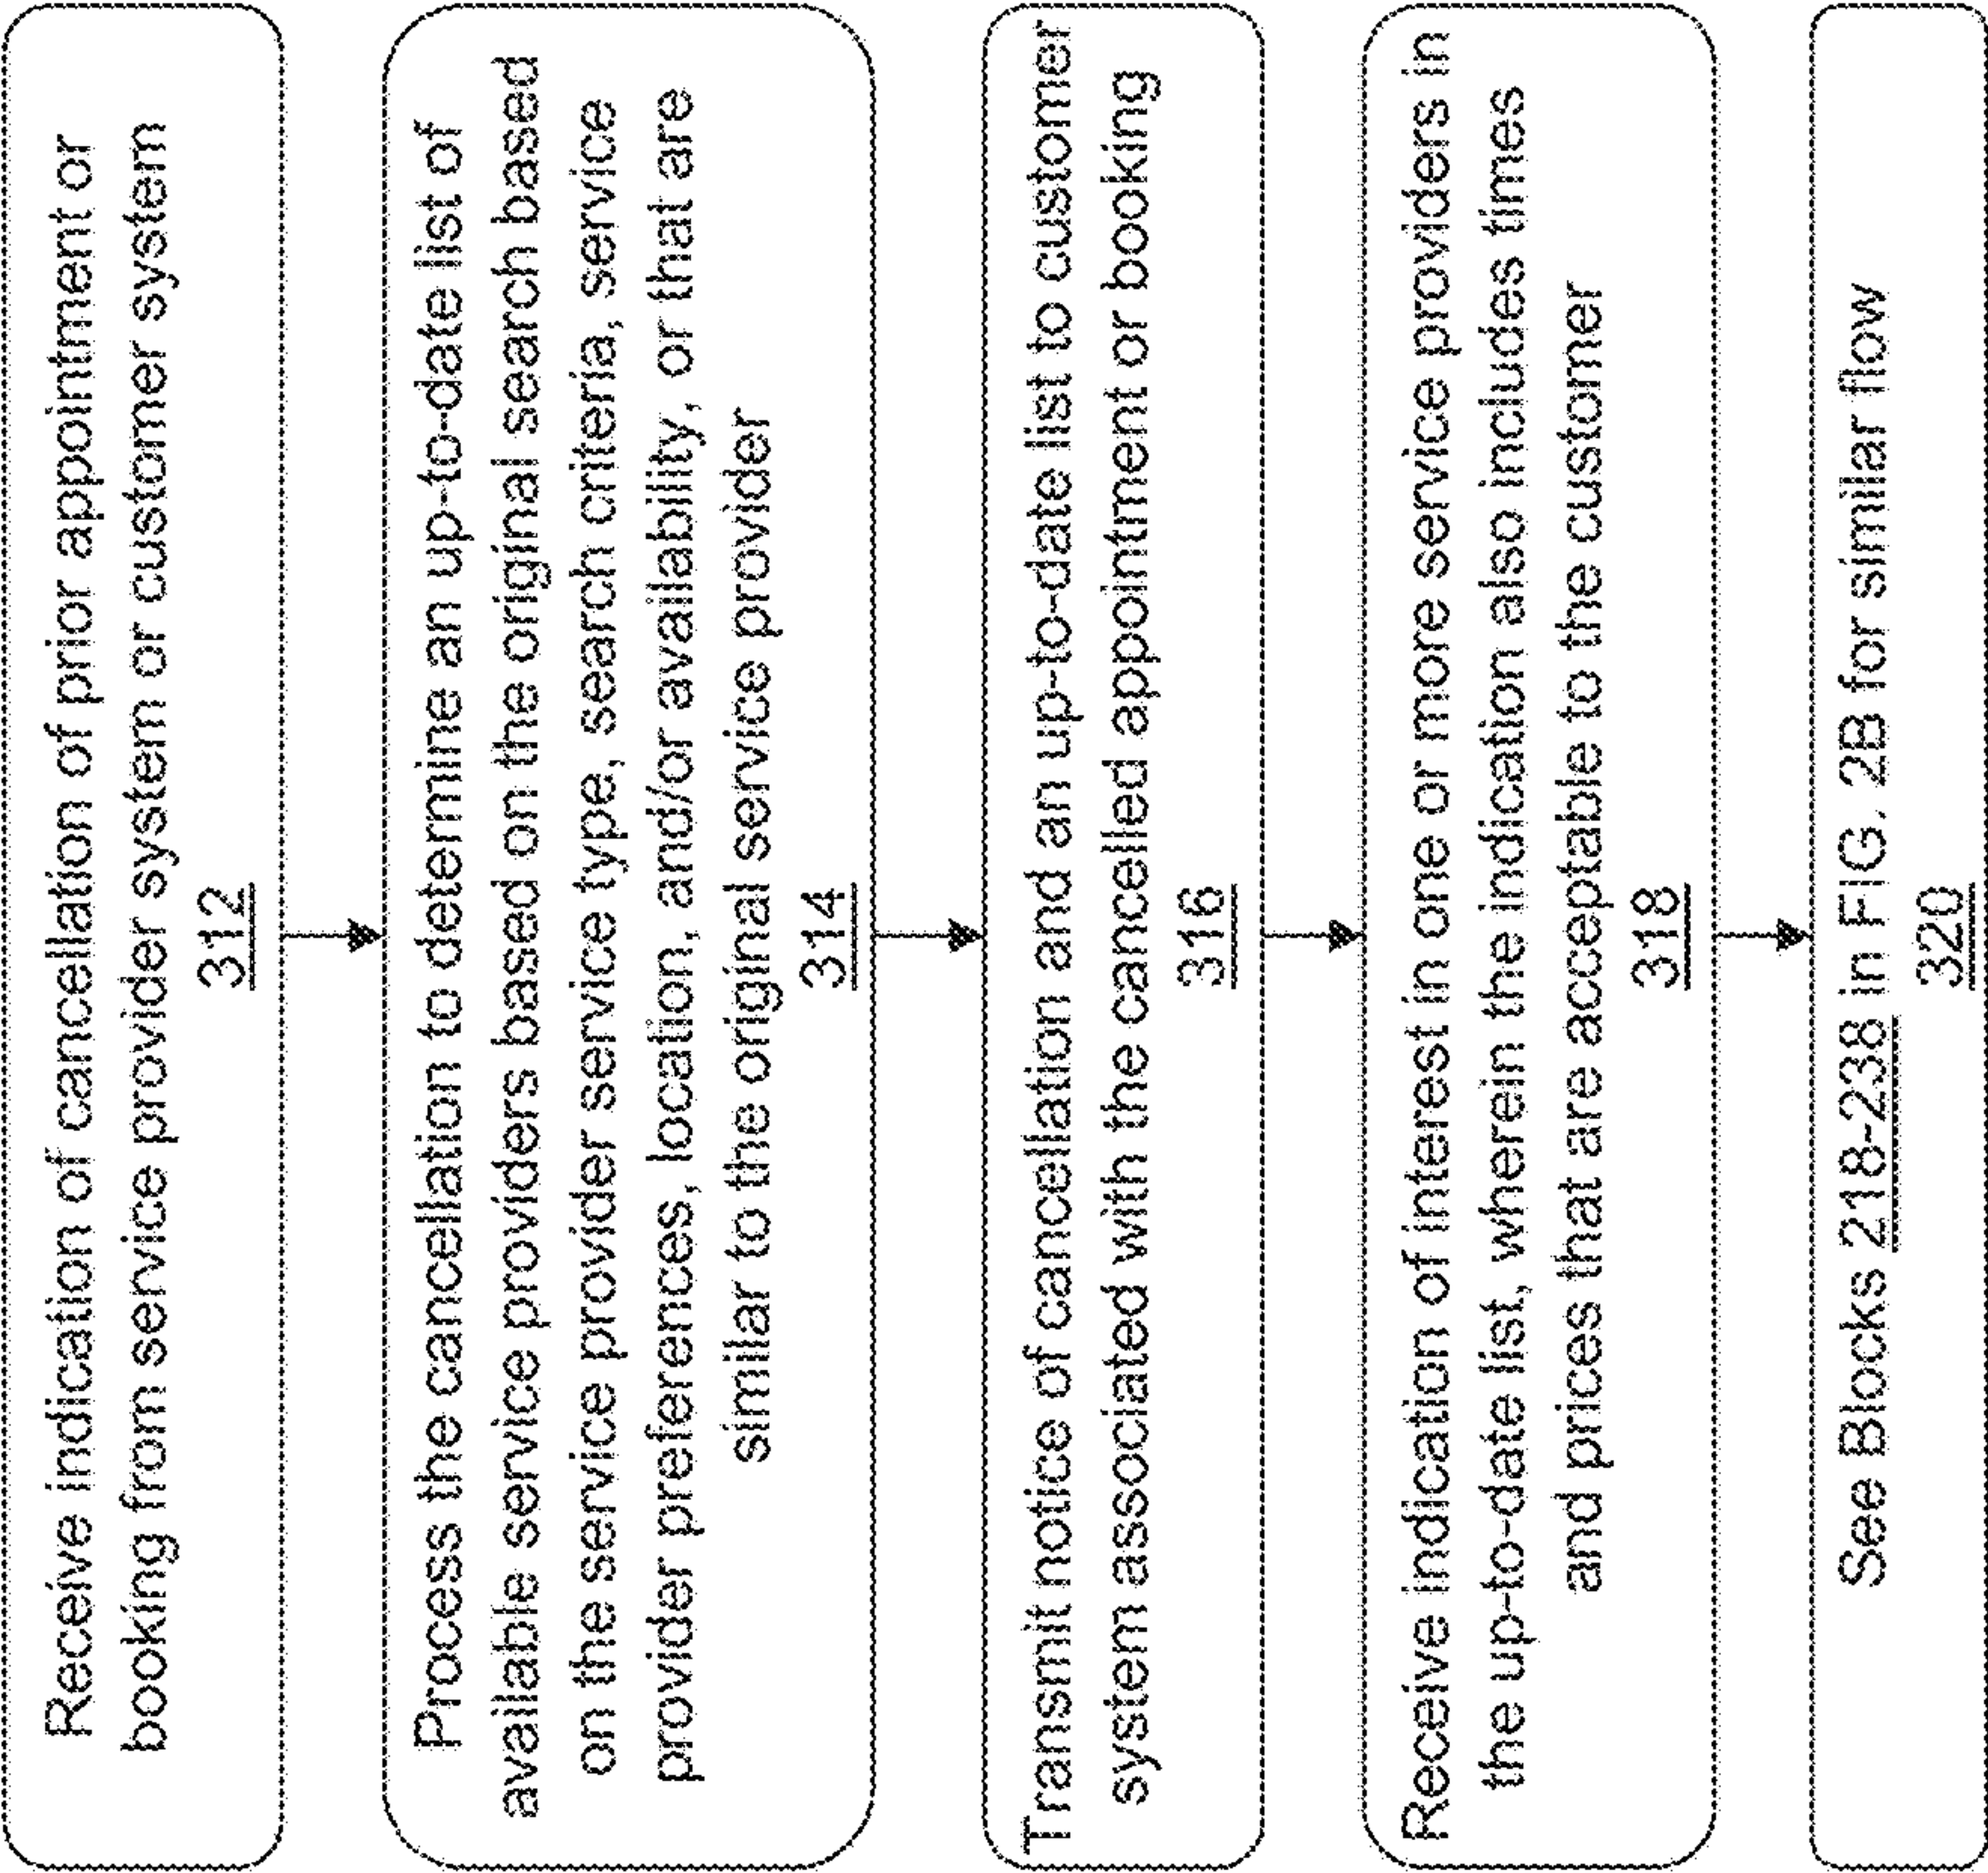 Receive indication of cancellation of prior appointment or
booking from service provider system or customer system
312
Process the cancellation to determine an up-to-date list of
available service providers based on the original search based
on the service provider service type, search criteria, service
provider preferences, location, and/or availability, or that are
similar to the original service provider
314
Transmit notice of cancellation and an up-to-date list to customer
system associated with the cancelled appointment or booking
316
Receive indication of interest in one or more service providers in
the up-to-date list, wherein the indication also includes times
and prices that are acceptable to the customer
318
See Blocks 218-238 in FIG. 2B for similar flow
320